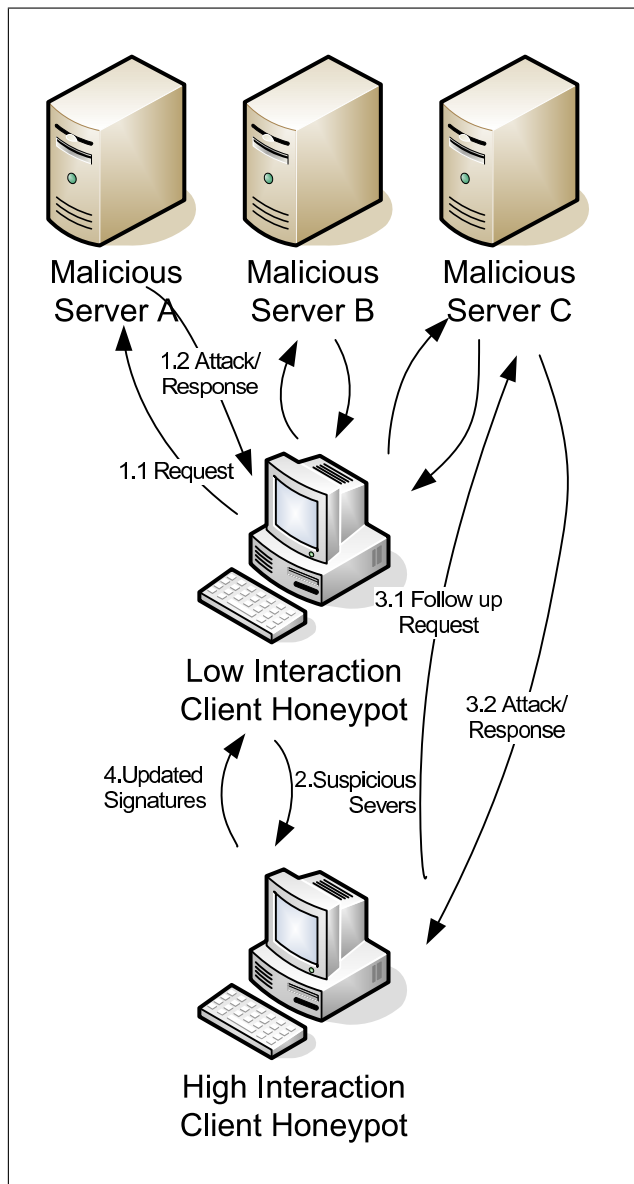 Malicious
Server A
Malicious
Server B
Malicious
Server C
1.2 Attack/
Response
1.1 Request
3.1 Follow up
Request
Low Interaction
Client Honeypot
3.2 Attack/
Response
4.Updated
Signatures
2.Suspicious
Severs
High Interaction
Client Honeypot